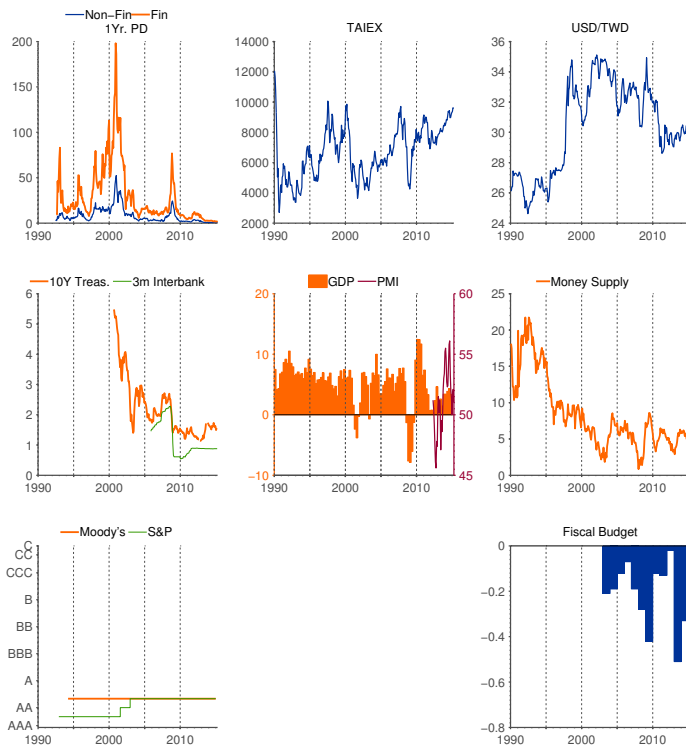 Non−Fin Fin
1Yr. PD
200
150
100
50
0
1990 2000 2010
TAIEX
14000
12000
10000
8000
6000
4000
2000
1990 2000 2010
USD/TWD
36
34
32
30
28
26
24
1990 2000 2010
10Y Treas. 3m Interbank
6
5
4
3
2
1
0
1990 2000 2010
GDP PMI
20
10
0
−10
60
55
50
45
1990 2000 2010
Money Supply
25
20
15
10
5
0
1990 2000 2010
Moody's S&P
C
CC
CCC
B
BB
BBB
A
AA
AAA
1990 2000 2010
Fiscal Budget
0
−0.2
−0.4
−0.6
−0.8
1990 2000 2010